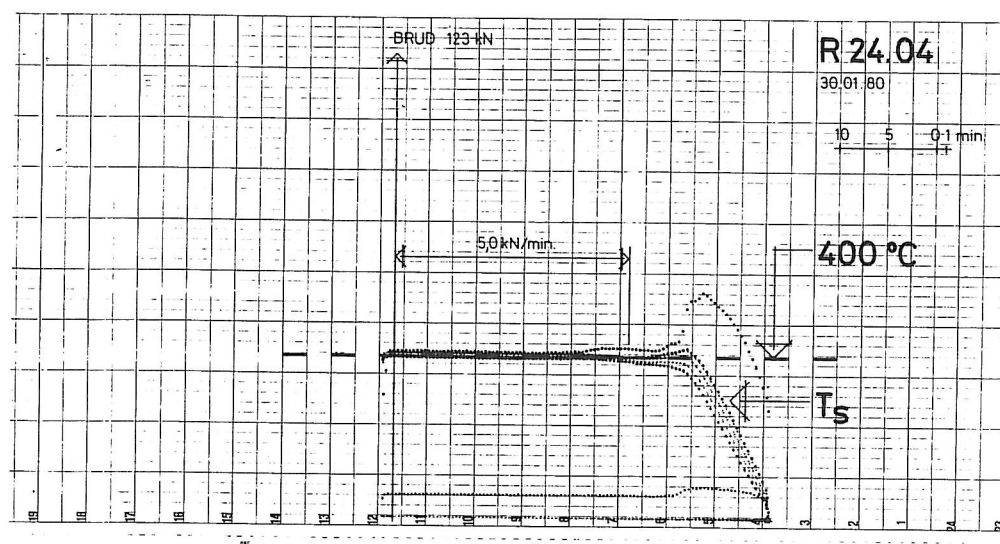 BRUD 123 kN
R 24.04
30.01.80
10 5 0-1 min.
5,0 kN/min.
400 °C
Ts
19 18 17 16 15 14 13 12 11 10 9 8 7 6 5 4 3 2 1 24